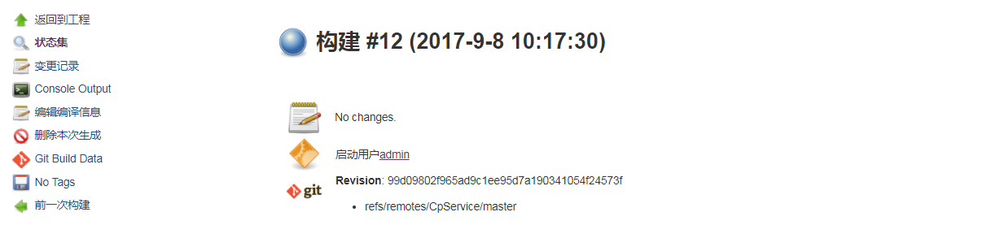 返回到工程
状态集
变更记录
Console Output
编辑编译信息
删除本次生成
Git Build Data
No Tags
前一次构建
构建 #12 (2017-9-8 10:17:30)
No changes.
启动用户admin
git
Revision: 99d09802f965ad9c1ee95d7a190341054f24573f
refs/remotes/CpService/master